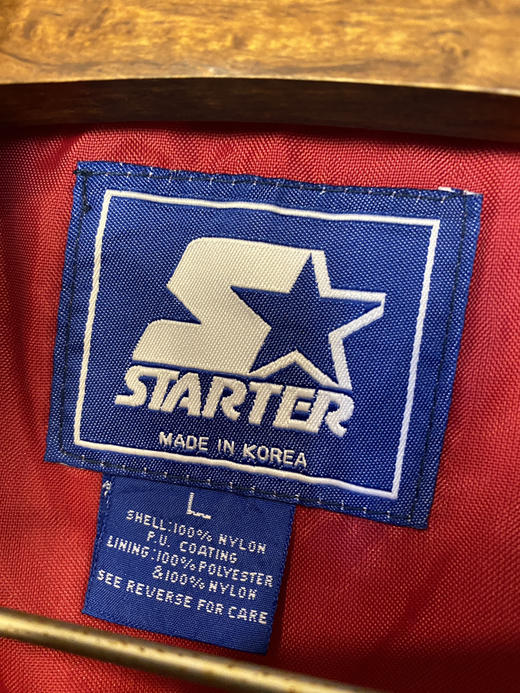 STARTER
MADE IN KOREA
L
SHELL:100% NYLON
P.U. COATING
LINING:100%POLYESTER
&100% NYLON
SEE REVERSE FOR CARE